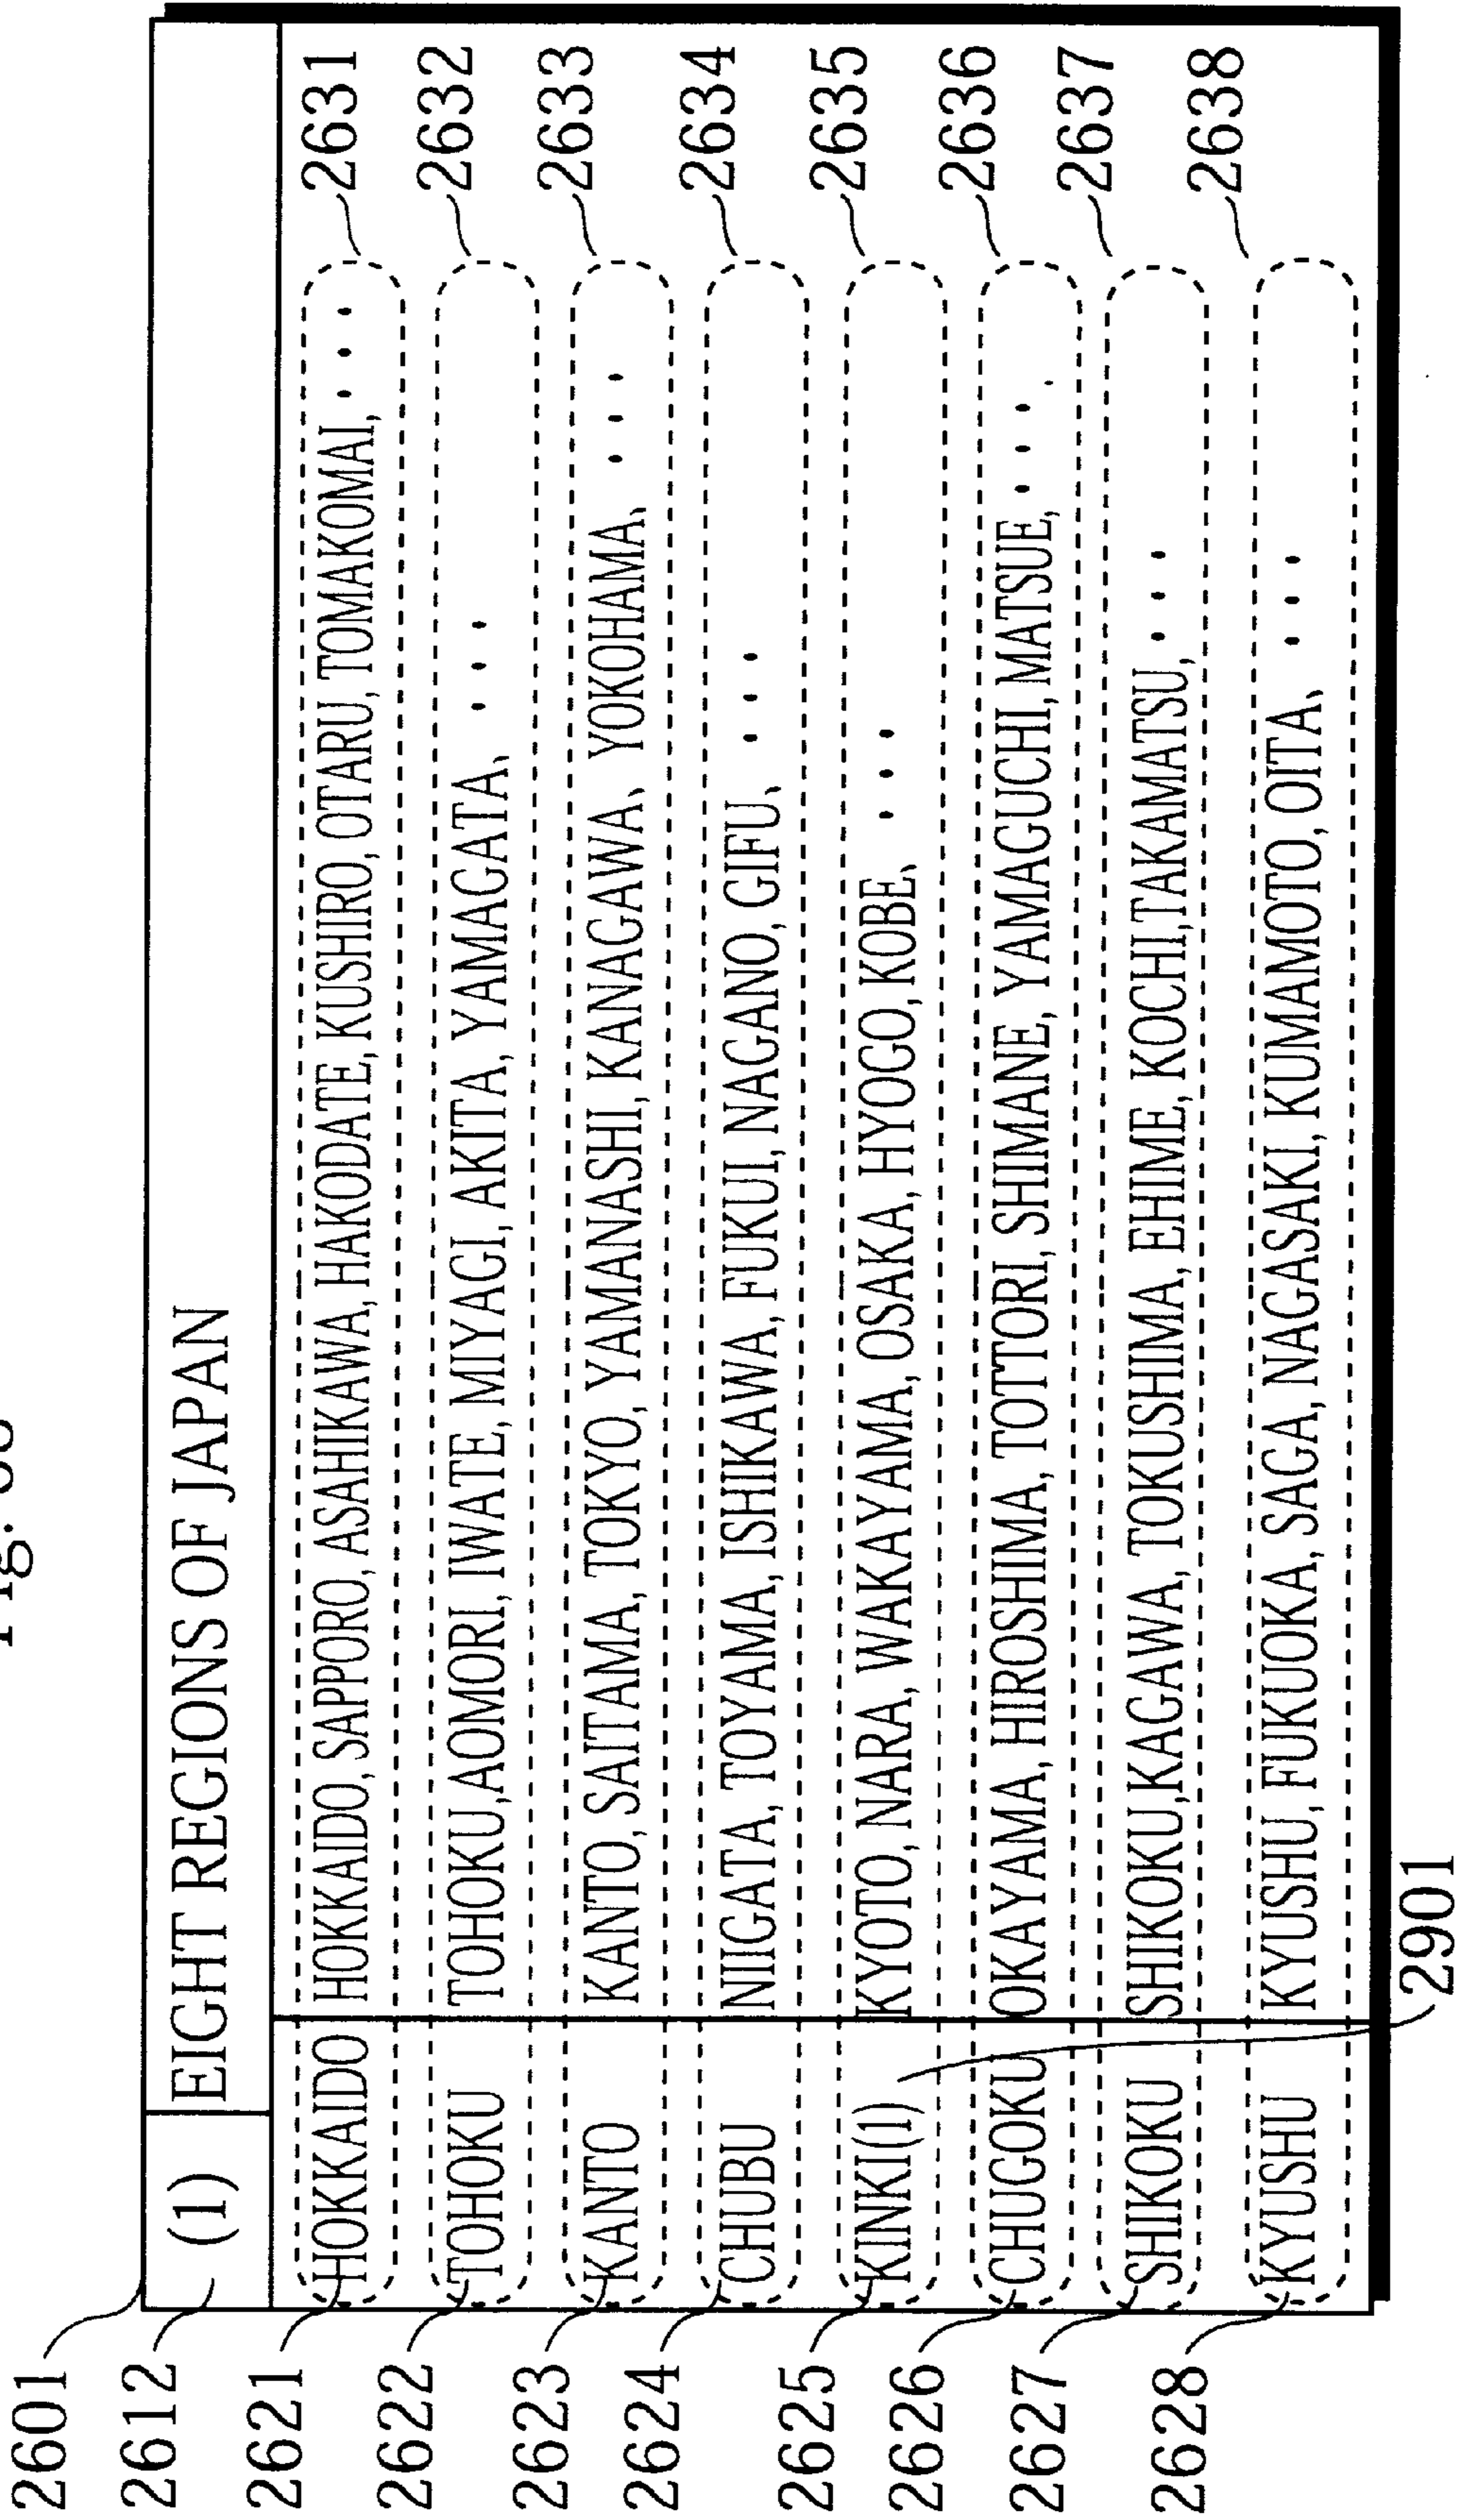 2601
2612
(1) EIGHT REGIONS OF JAPAN
2621 HOKKAIDO HOKKAIDO, SAPPORO, ASAHIKAWA, HAKODATE, KUSHIRO, OTARU, TOMAKOMAI, ··· 2631
2622 TOHOKU TOHOKU, AOMORI, IWATE, MIYAGI, AKITA, YAMAGATA、 ··· 2632
2623 KANTO KANTO, SAITAMA, TOKYO, YAMANASHI, KANAGAWA、YOKOHAMA、 ··· 2633
2624 CHUBU NIIGATA, TOYAMA, ISHIKAWA, FUKUI, NAGANO, GIFU、 ··· 2634
2625 KINKI(1) KYOTO, NARA, WAKAYAMA, OSAKA, HYOGO, KOBE、 ··· 2635
2626 CHUGOKU OKAYAMA, HIROSHIMA, TOTTORI, SHIMANE, YAMAGUCHI, MATSUE, ··· 2636
2627 SHIKOKU SHIKOKU, KAGAWA, TOKUSHIMA, EHIME, KOCHI, TAKAMATSU, ··· 2637
2628 KYUSHU KYUSHU, FUKUOKA, SAGA, NAGASAKI, KUMAMOTO, OITA、 ··· 2638
2901